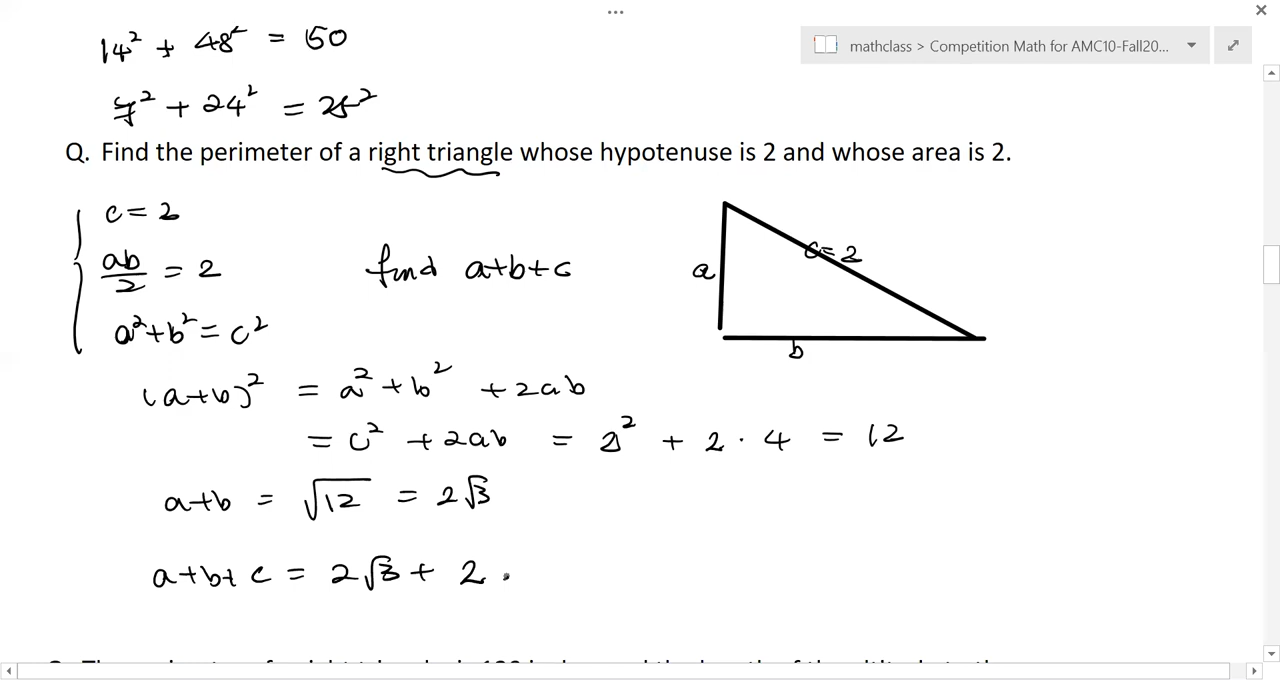 ...
mathclass > Competition Math for AMC10-Fall20...
14² + 48² = 50
7² + 24² = 25²
Q. Find the perimeter of a right triangle whose hypotenuse is 2 and whose area is 2.
c = 2
ab/2 = 2
find a+b+c
a² + b² = c²
a
c = 2
b
(a+b)² = a² + b² + 2ab
= c² + 2ab = 2² + 2 · 4 = 12
a+b = √12 = 2√3
a+b+c = 2√3 + 2 .